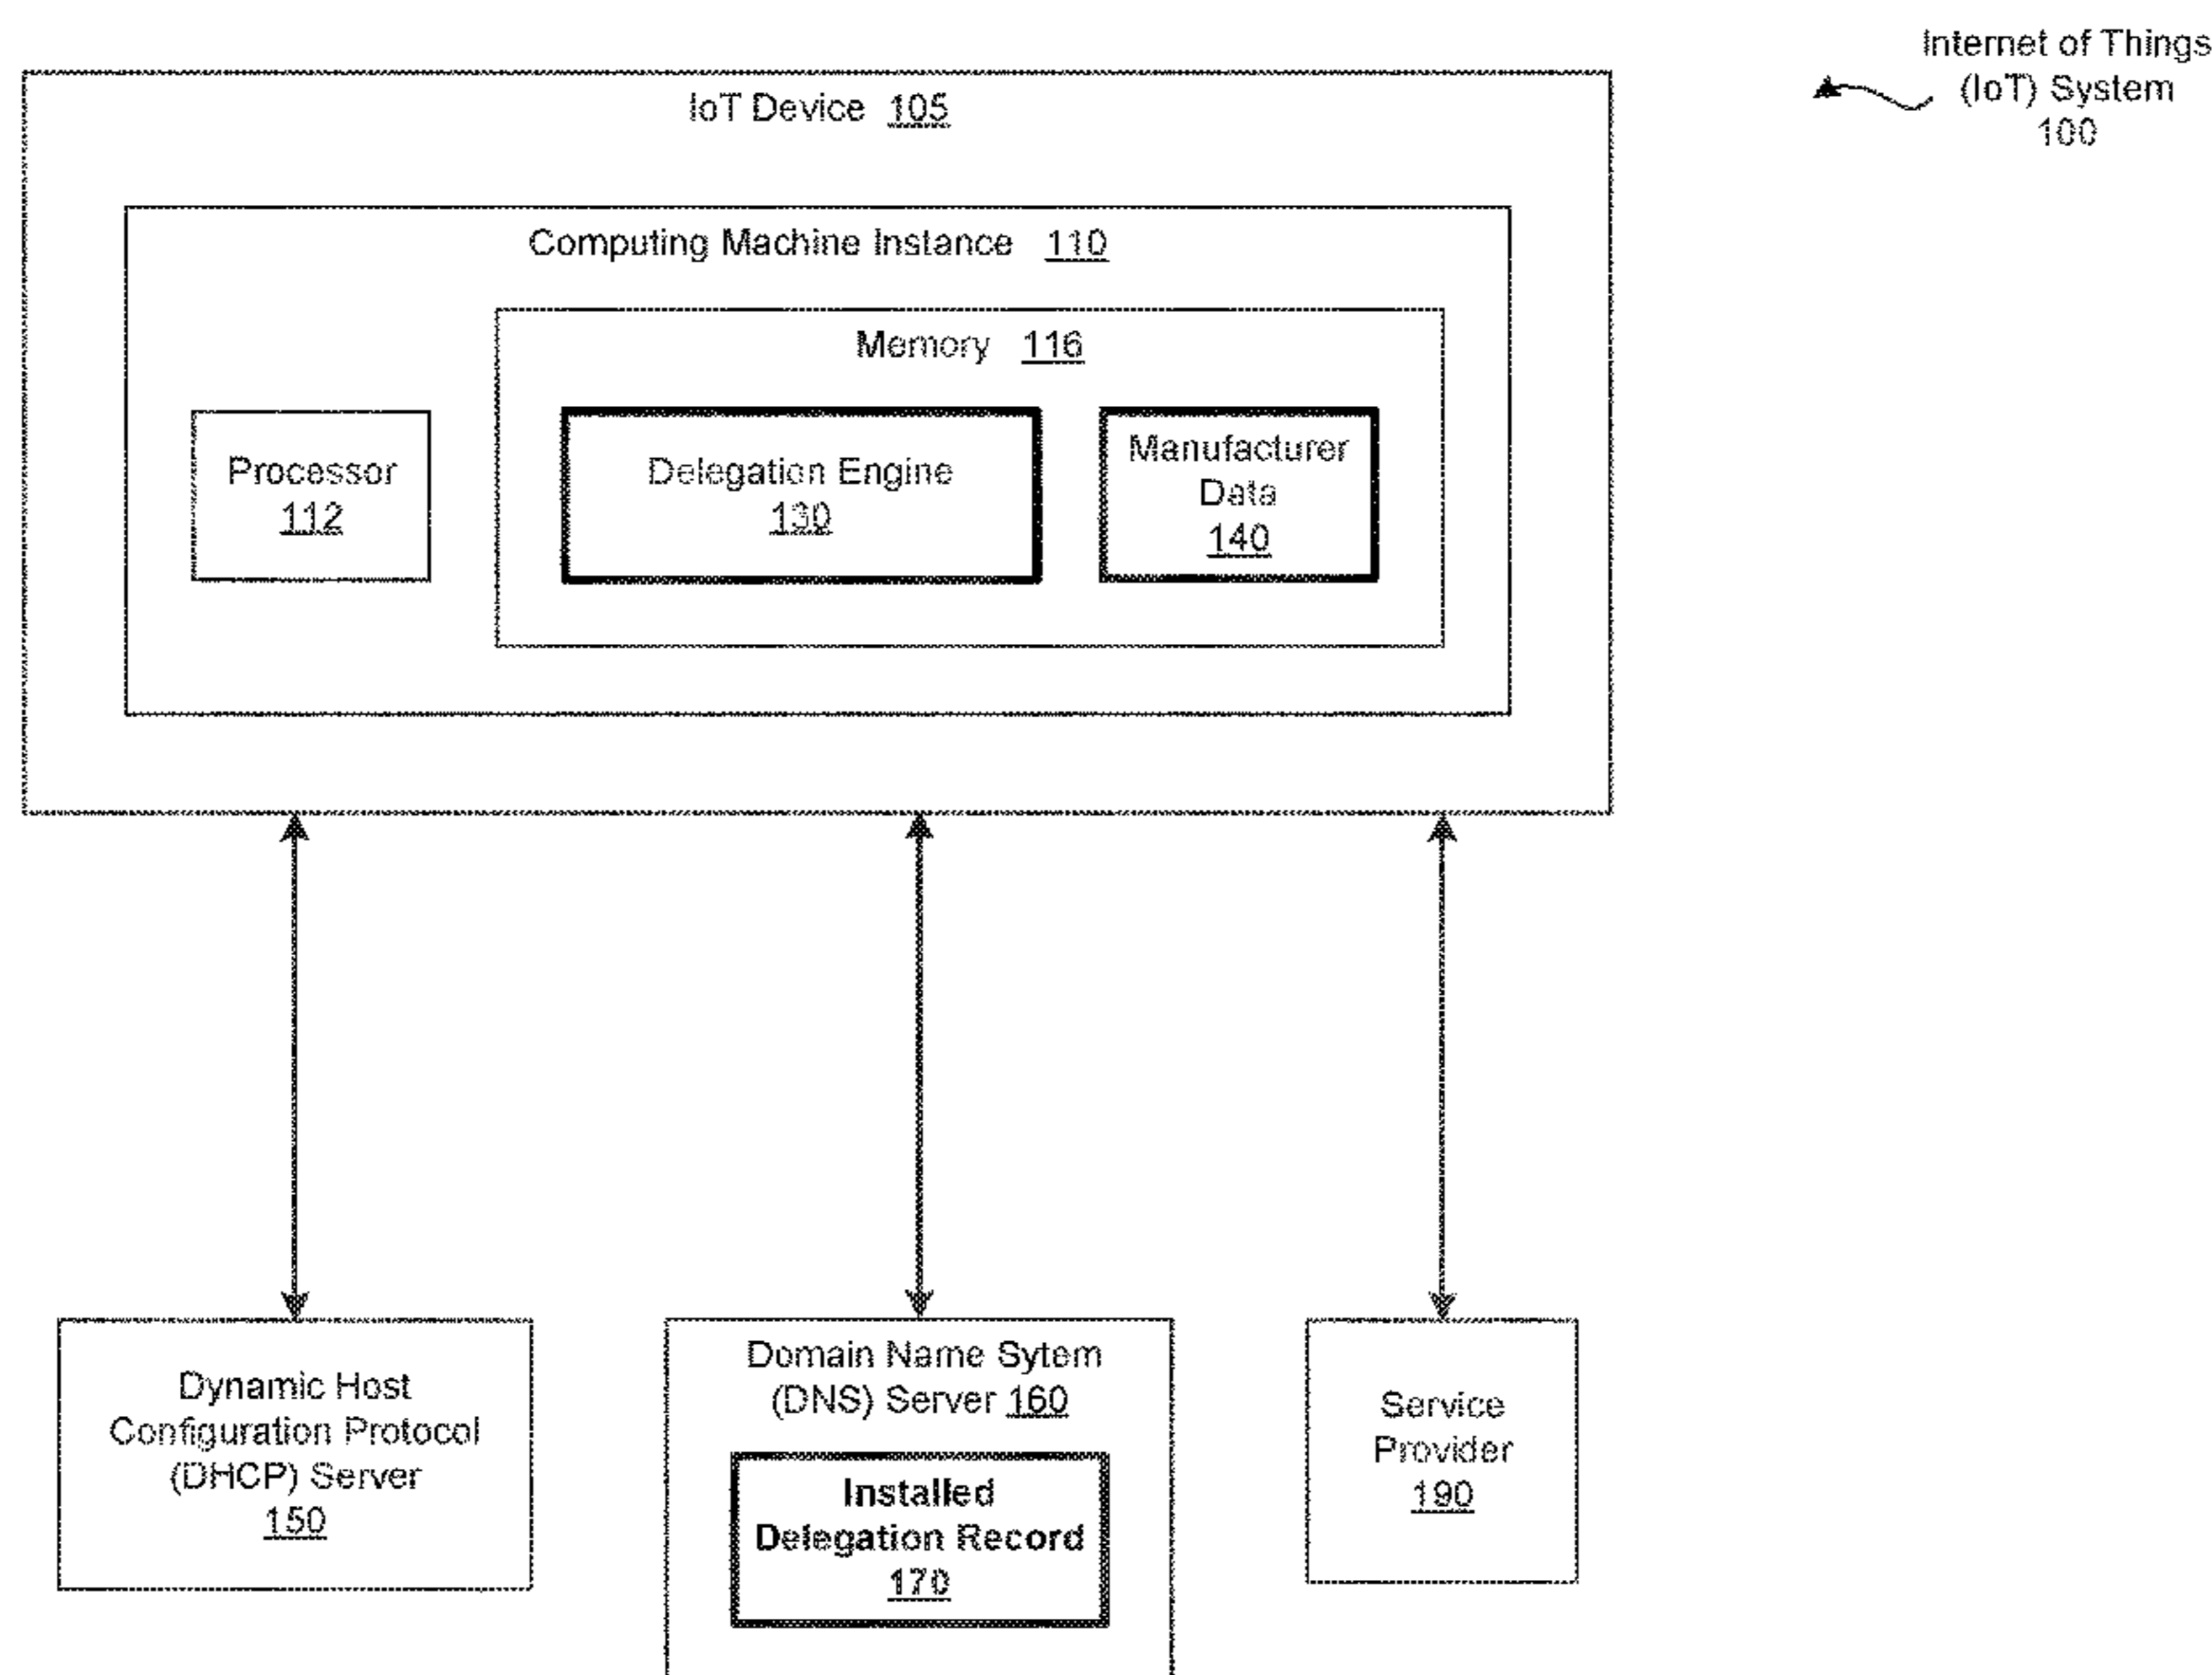 Internet of Things
(IoT) System
100
IoT Device 105
Computing Machine Instance 110
Memory 116
Processor
112
Delegation Engine
130
Manufacturer
Data
140
Dynamic Host
Configuration Protocol
(DHCP) Server
150
Domain Name Sytem
(DNS) Server 160
Installed
Delegation Record
170
Service
Provider
190